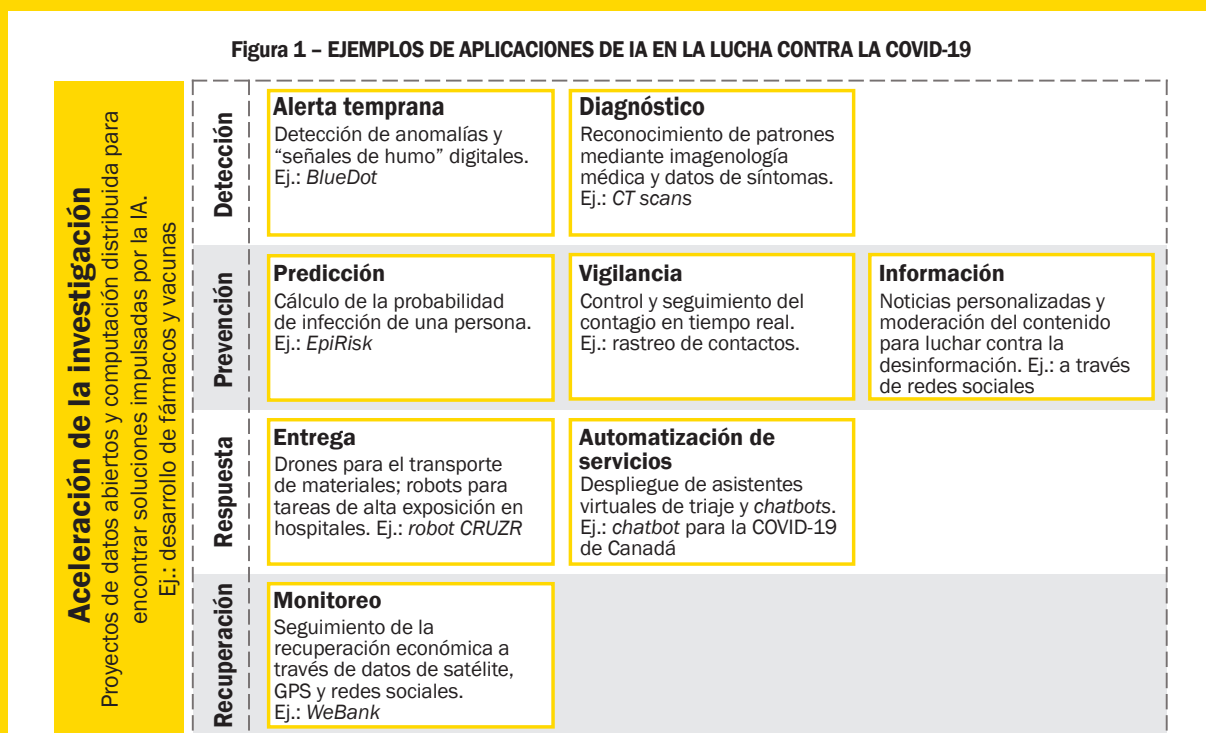 Figura 1 – EJEMPLOS DE APLICACIONES DE IA EN LA LUCHA CONTRA LA COVID-19
Aceleración de la investigación
Proyectos de datos abiertos y computación distribuida para
encontrar soluciones impulsadas por la IA.
Ej.: desarrollo de fármacos y vacunas
Detección
Alerta temprana
Detección de anomalías y
“señales de humo” digitales.
Ej.: BlueDot
Diagnóstico
Reconocimiento de patrones
mediante imagenología
médica y datos de síntomas.
Ej.: CT scans
Prevención
Predicción
Cálculo de la probabilidad
de infección de una persona.
Ej.: EpiRisk
Vigilancia
Control y seguimiento del
contagio en tiempo real.
Ej.: rastreo de contactos.
Información
Noticias personalizadas y
moderación del contenido
para luchar contra la
desinformación. Ej.: a través
de redes sociales
Respuesta
Entrega
Drones para el transporte
de materiales; robots para
tareas de alta exposición en
hospitales. Ej.: robot CRUZR
Automatización de
servicios
Despliegue de asistentes
virtuales de triaje y chatbots.
Ej.: chatbot para la COVID-19
de Canadá
Recuperación
Monitoreo
Seguimiento de la
recuperación económica a
través de datos de satélite,
GPS y redes sociales.
Ej.: WeBank